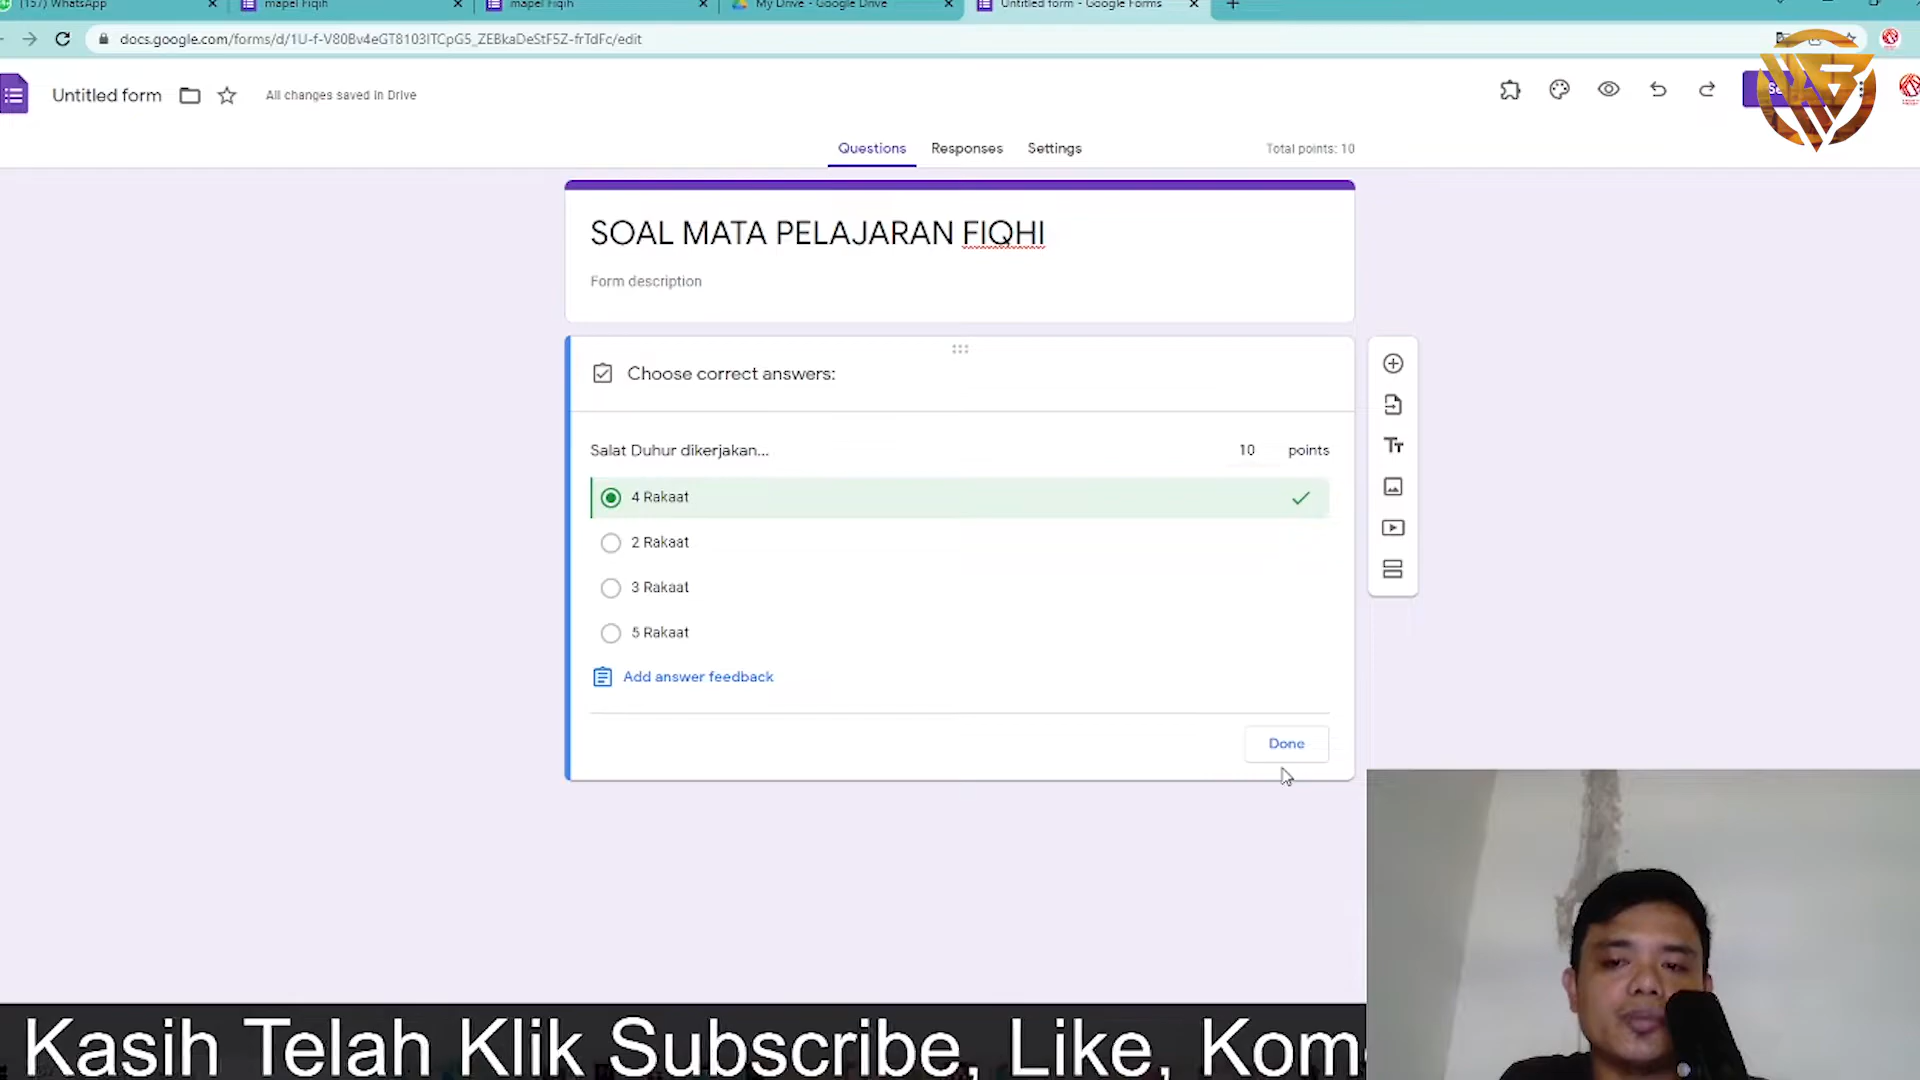 (157) WhatsApp
mapel Fiqih
mapel Fiqih
My Drive - Google Drive
Untitled form - Google Forms
docs.google.com/forms/d/1U-f-V80Bv4eGT8103ITCpG5_ZEBkaDeStF5Z-frTdFc/edit
Untitled form
All changes saved in Drive
Questions
Responses
Settings
Total points: 10
SOAL MATA PELAJARAN FIQHI
Form description
Choose correct answers:
Salat Duhur dikerjakan...
10 points
4 Rakaat
2 Rakaat
3 Rakaat
5 Rakaat
Add answer feedback
Done
Kasih Telah Klik Subscribe, Like, Kom